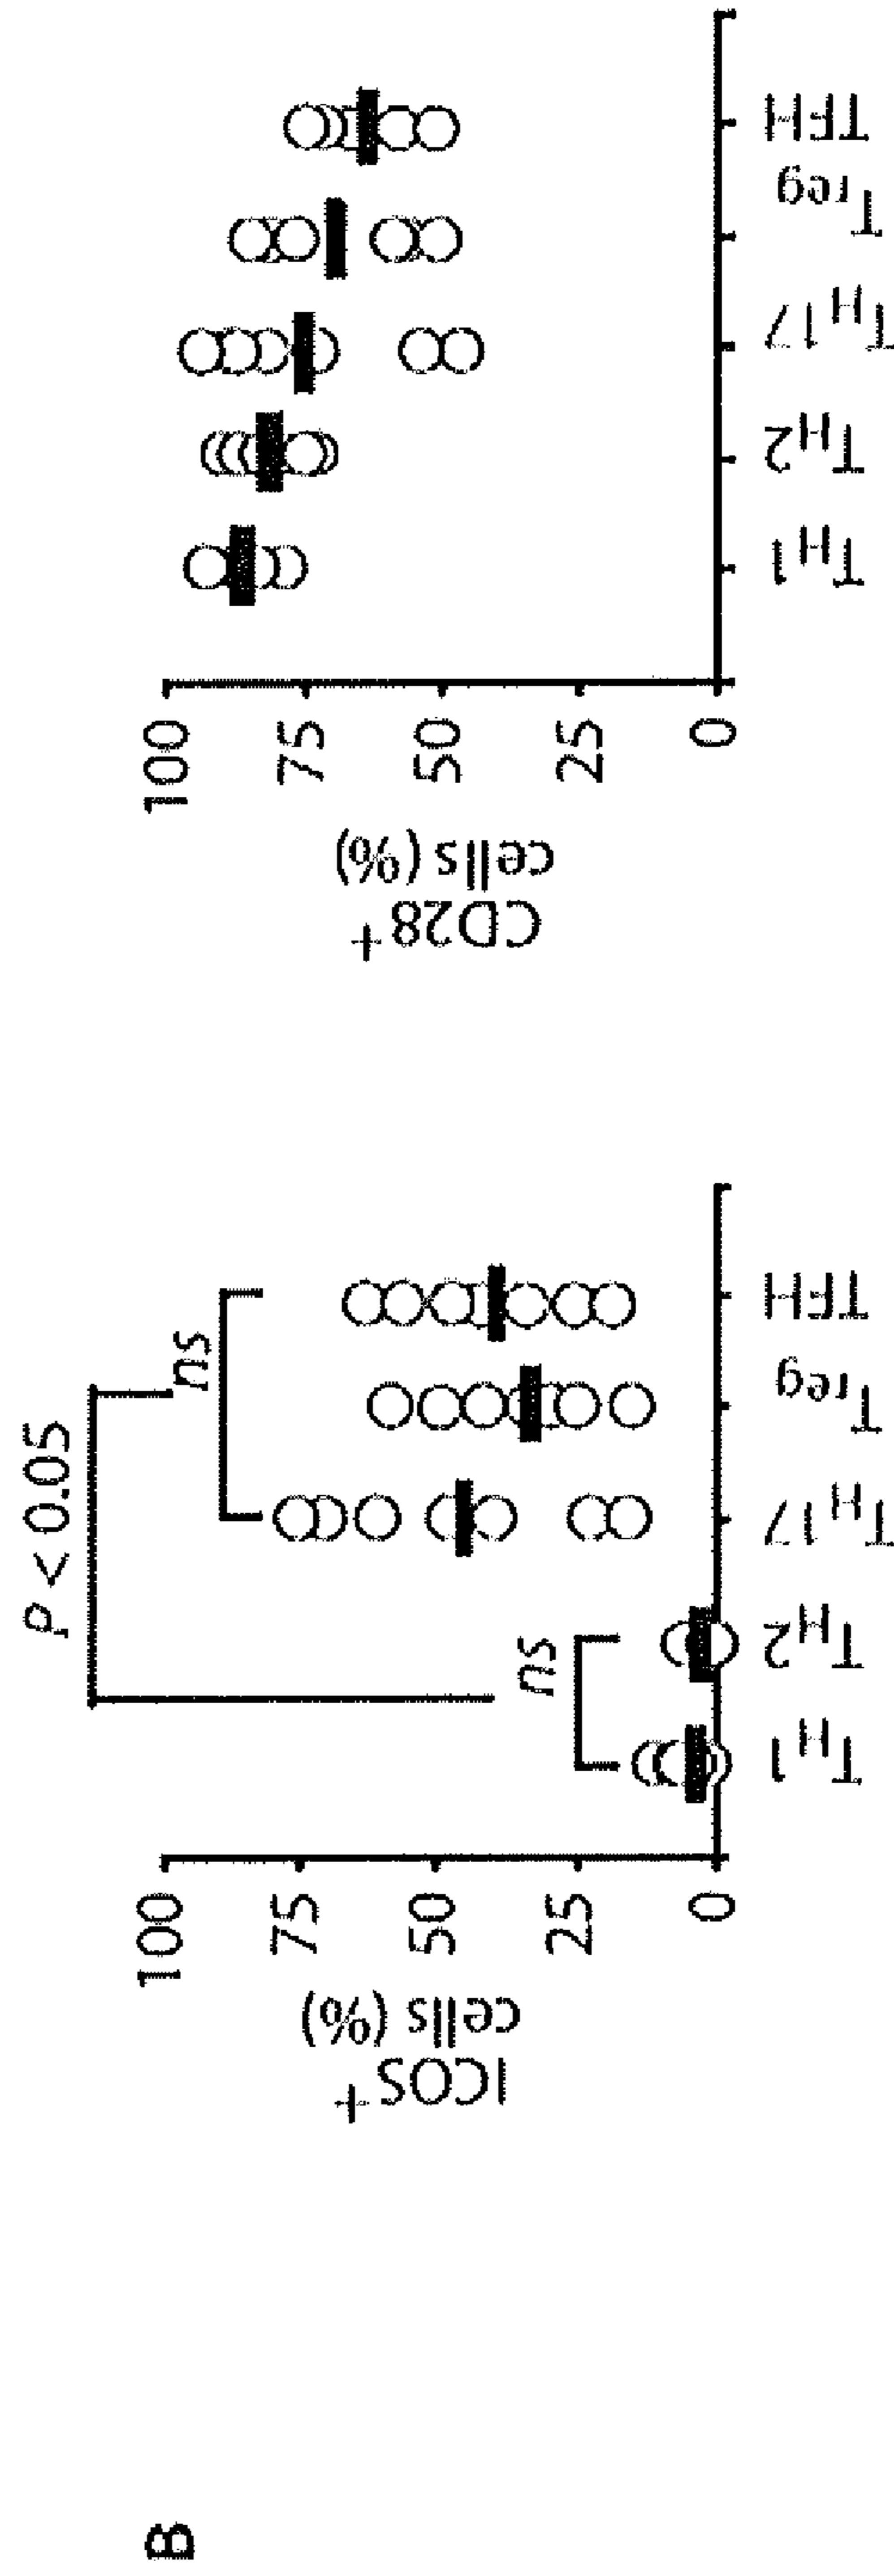 B
P < 0.05
ns
ns
ICOS⁺
cells (%)
100
75
50
25
0
TH1
TH2
TH17
Treg
TFH
CD28⁺
cells (%)
100
75
50
25
0
TH1
TH2
TH17
Treg
TFH